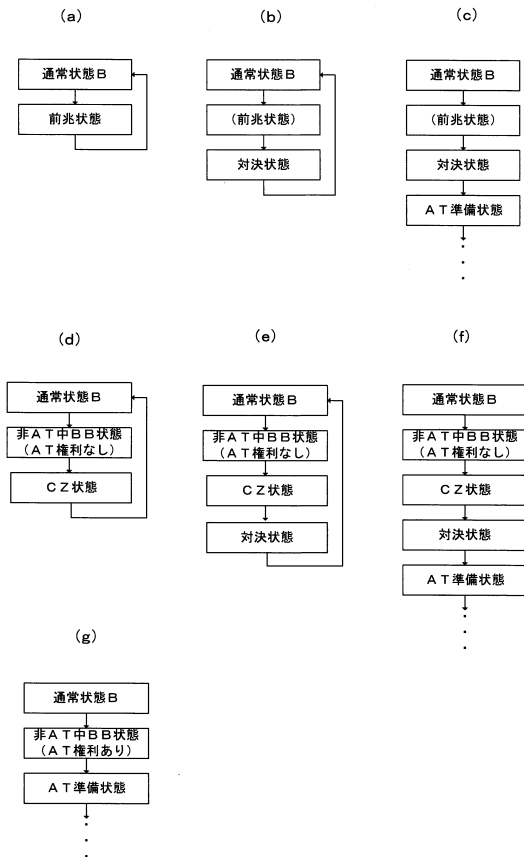 (a)
通常状態B
前兆状態
(b)
通常状態B
(前兆状態)
対決状態
(c)
通常状態B
(前兆状態)
対決状態
AT準備状態
(d)
通常状態B
非AT中BB状態
(AT権利なし)
CZ状態
(e)
通常状態B
非AT中BB状態
(AT権利なし)
CZ状態
対決状態
(f)
通常状態B
非AT中BB状態
(AT権利なし)
CZ状態
対決状態
AT準備状態
(g)
通常状態B
非AT中BB状態
(AT権利あり)
AT準備状態